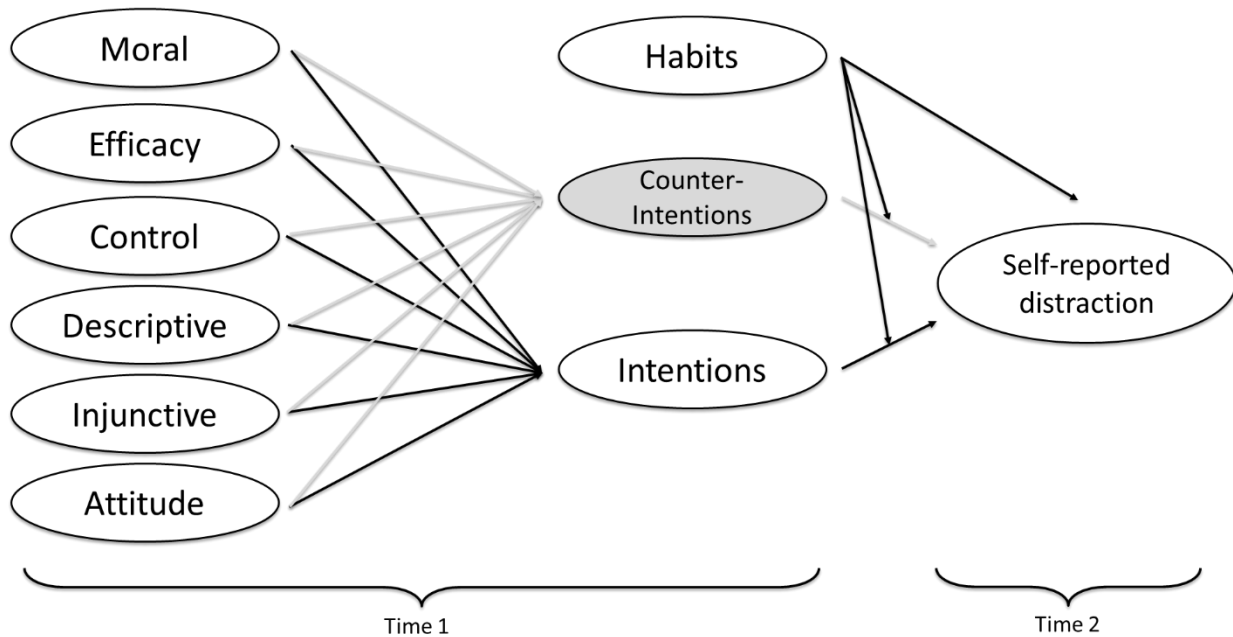 Moral
Efficacy
Control
Descriptive
Injunctive
Attitude
Habits
Counter-
Intentions
Intentions
Self-reported
distraction
Time 1
Time 2